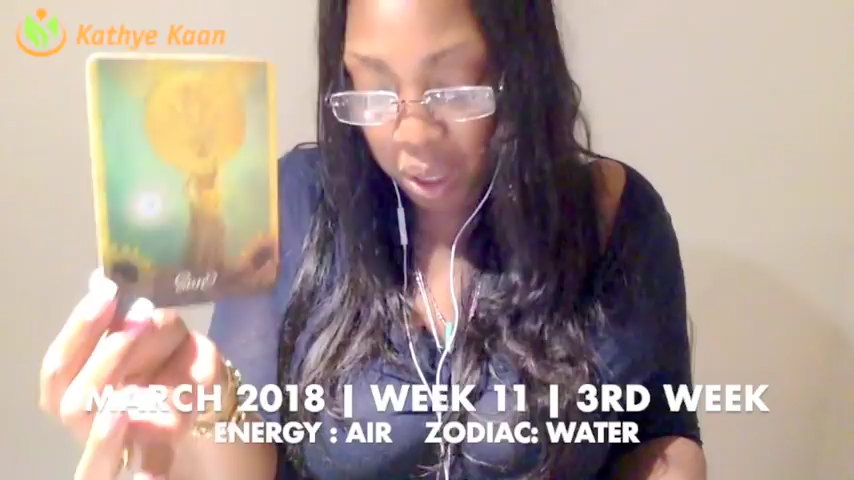 Kathye Kaan
MARCH 2018 | WEEK 11 | 3RD WEEK
ENERGY : AIR ZODIAC: WATER